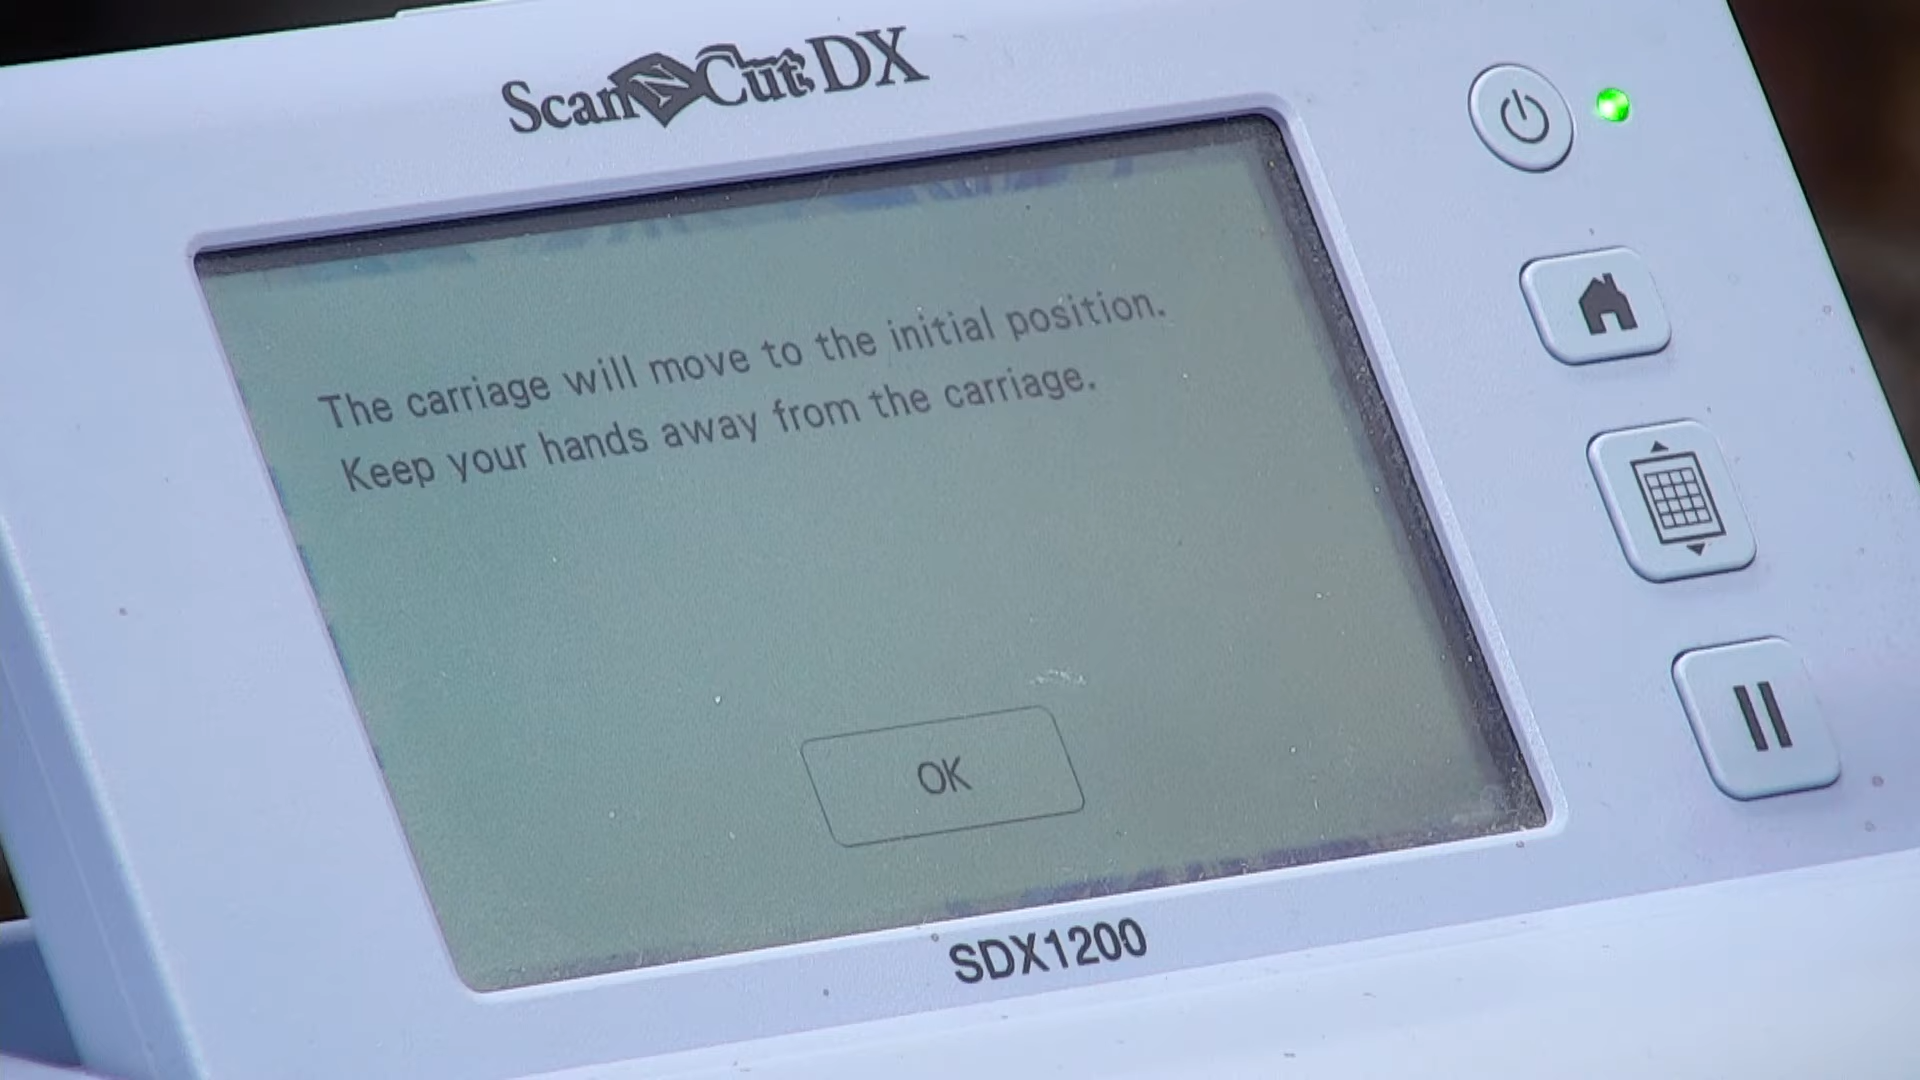 ScanNCut DX
The carriage will move to the initial position.
Keep your hands away from the carriage.
OK
SDX1200